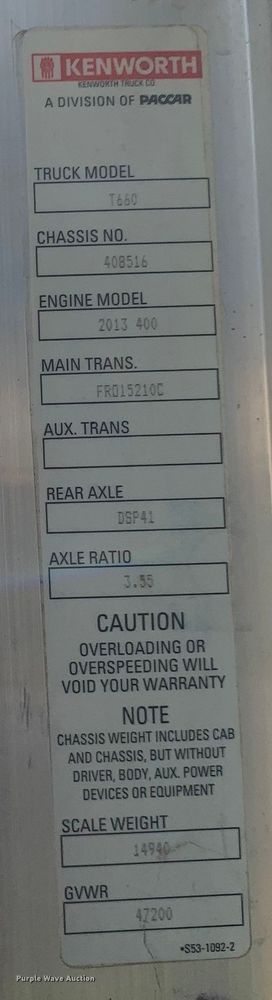 KENWORTH
KENWORTH TRUCK CO.
A DIVISION OF PACCAR
TRUCK MODEL
T660
CHASSIS NO.
408516
ENGINE MODEL
2013 400
MAIN TRANS.
FRO15210C
AUX. TRANS
REAR AXLE
DSP41
AXLE RATIO
3.55
CAUTION
OVERLOADING OR
OVERSPEEDING WILL
VOID YOUR WARRANTY
NOTE
CHASSIS WEIGHT INCLUDES CAB
AND CHASSIS, BUT WITHOUT
DRIVER, BODY, AUX. POWER
DEVICES OR EQUIPMENT
SCALE WEIGHT
14940
GVWR
47200
*S53-1092-2
Purple Wave Auction